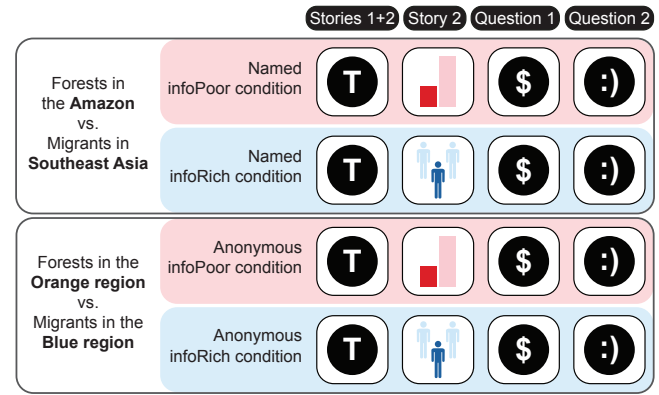 Stories 1+2 Story 2 Question 1 Question 2
Forests in
the Amazon
vs.
Migrants in
Southeast Asia
Named
infoPoor condition
T $ :)
Named
infoRich condition
T $ :)
Forests in the
Orange region
vs.
Migrants in the
Blue region
Anonymous
infoPoor condition
T $ :)
Anonymous
infoRich condition
T $ :)